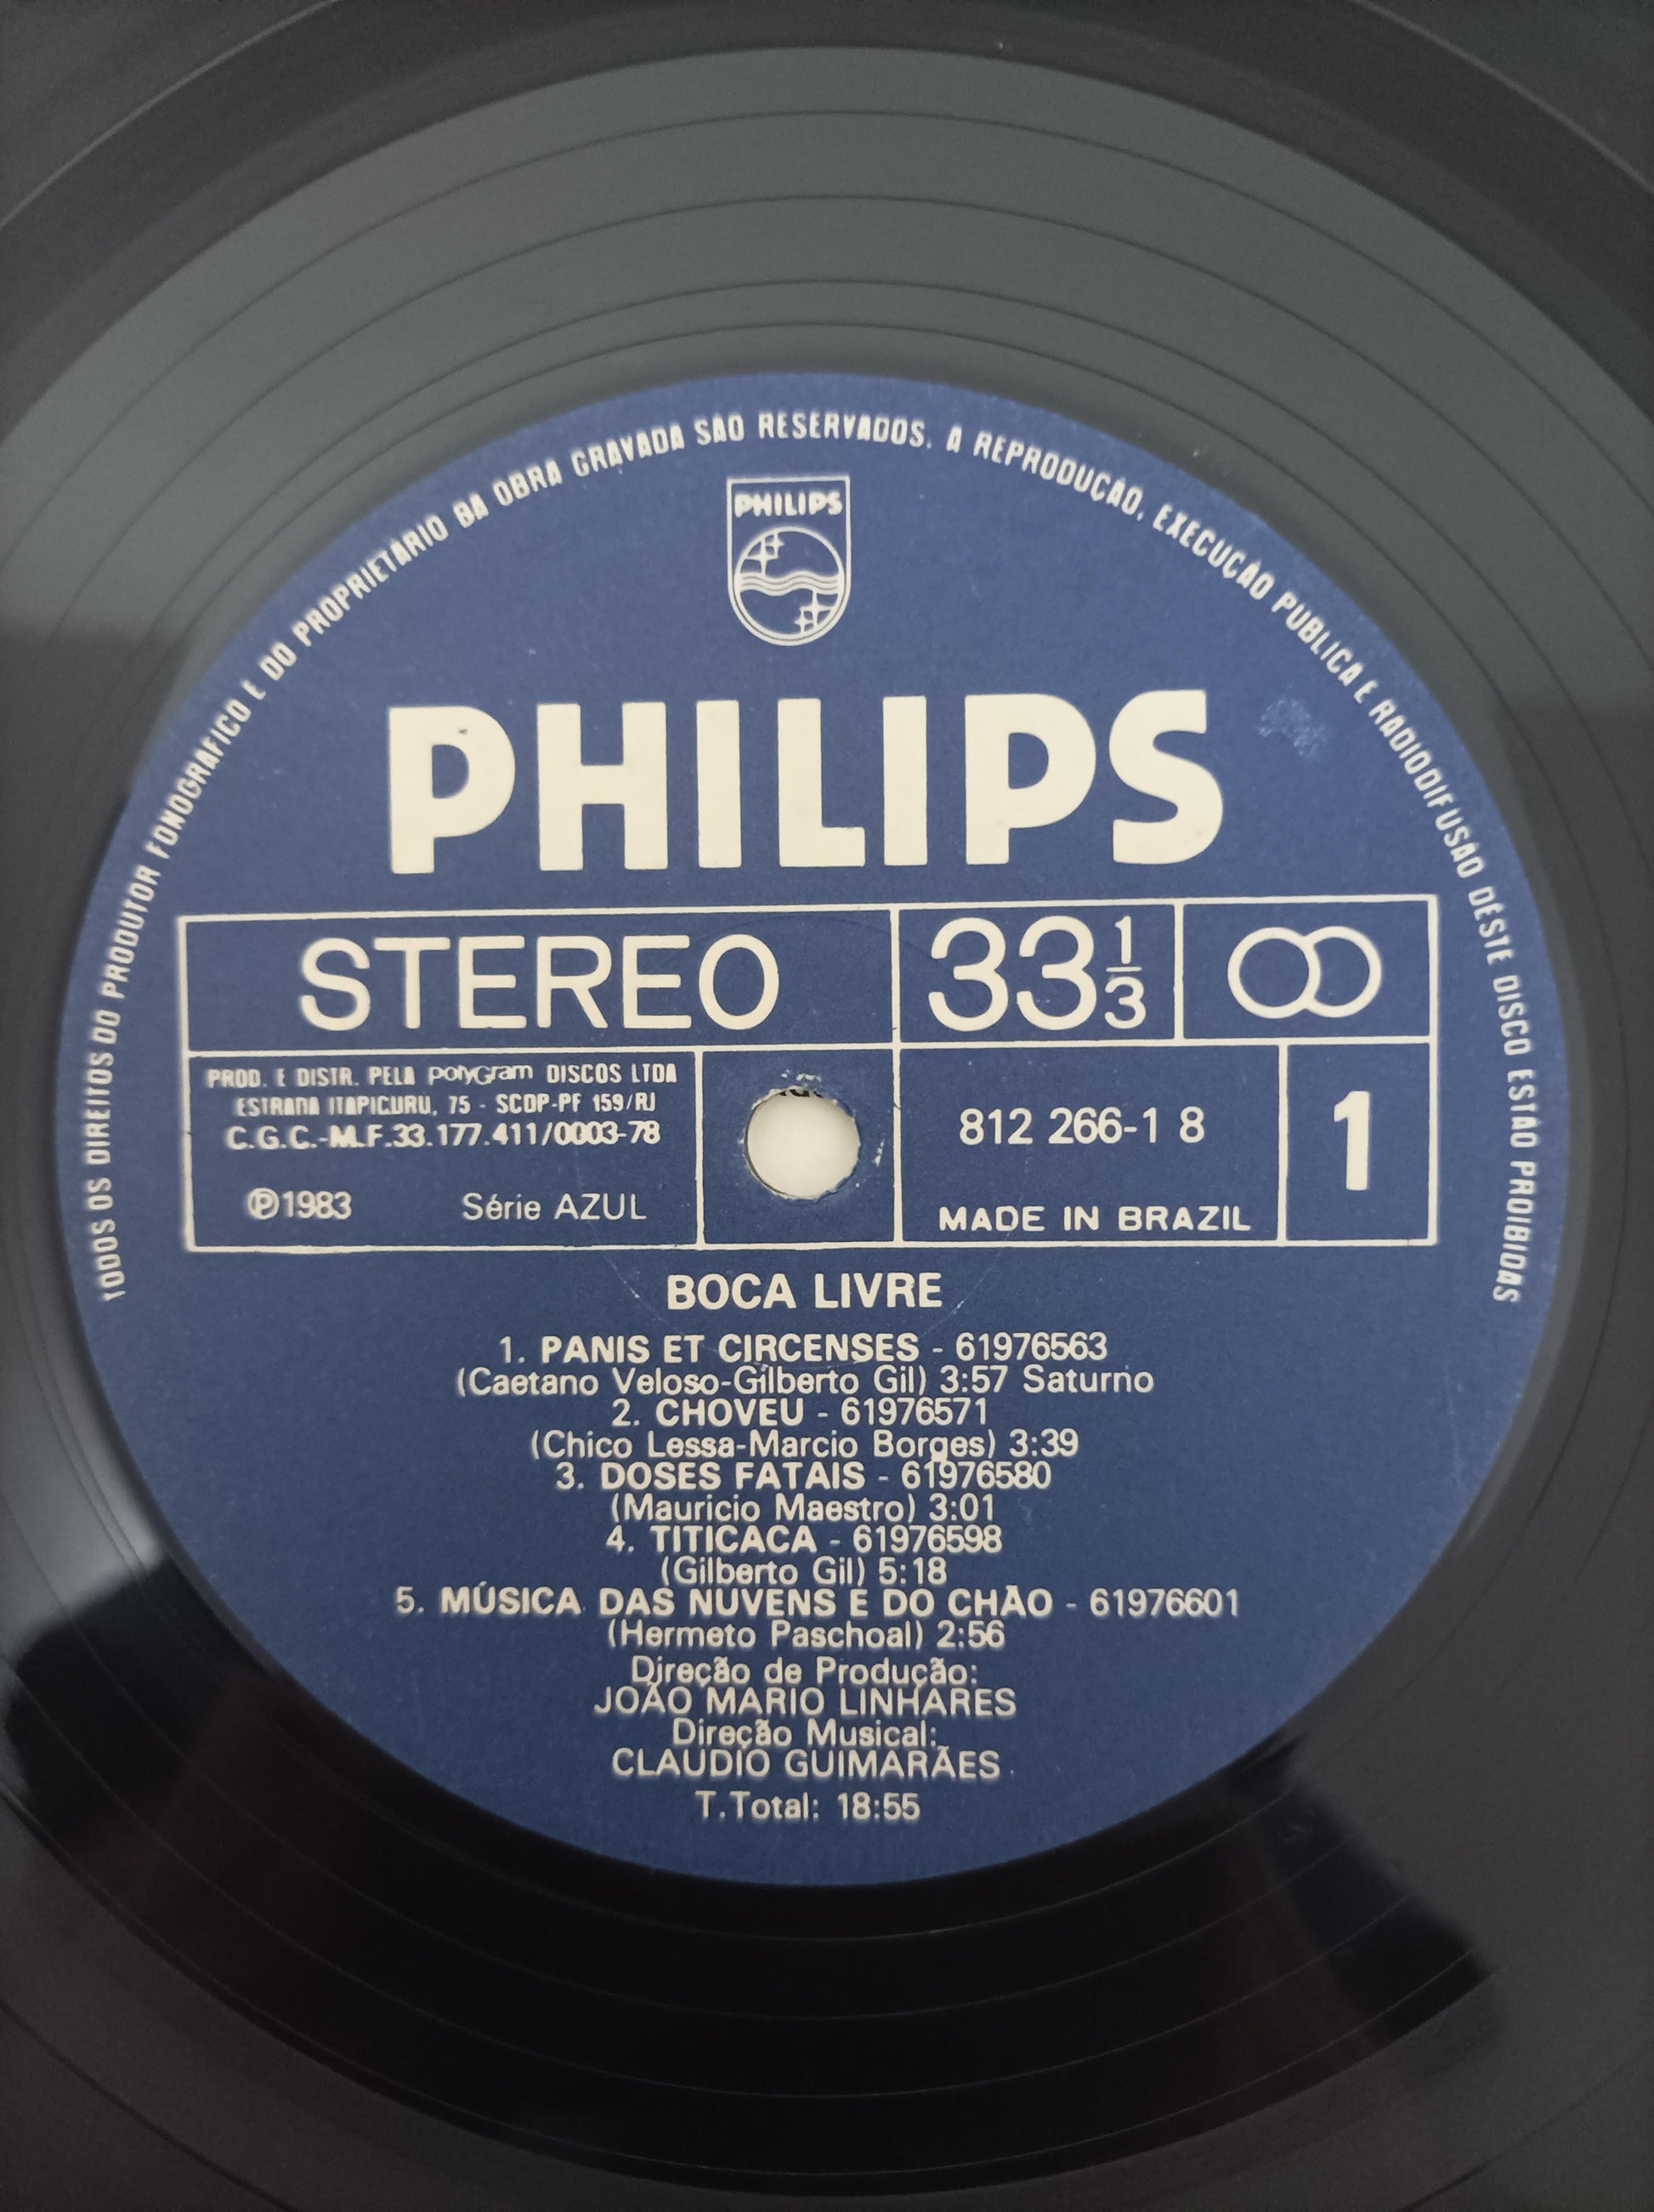 TODOS OS DIREITOS DO PRODUTOR FONOGRAFICO E DO PROPRIETARIO DA OBRA GRAVADA SAO RESERVADOS. A REPRODUÇAO, EXECUÇAO PUBLICA E RADIODIFUSAO DESTE DISCO ESTAO PROIBIDAS
PHILIPS
PHILIPS
STEREO
33 1/3
PROD. E DISTR. PELA PolyGram DISCOS LTDA
ESTRADA ITAPICURU, 75 - SCDP-PF 159/RJ
C.G.C.-M.F.33.177.411/0003-78
℗1983 Série AZUL
812 266-1 8
MADE IN BRAZIL
1
BOCA LIVRE
1. PANIS ET CIRCENSES - 61976563
(Caetano Veloso-Gilberto Gil) 3:57 Saturno
2. CHOVEU - 61976571
(Chico Lessa-Marcio Borges) 3:39
3. DOSES FATAIS - 61976580
(Mauricio Maestro) 3:01
4. TITICACA - 61976598
(Gilberto Gil) 5:18
5. MÚSICA DAS NUVENS E DO CHÃO - 61976601
(Hermeto Paschoal) 2:56
Direção de Produção:
JOÃO MARIO LINHARES
Direção Musical:
CLAUDIO GUIMARÃES
T.Total: 18:55